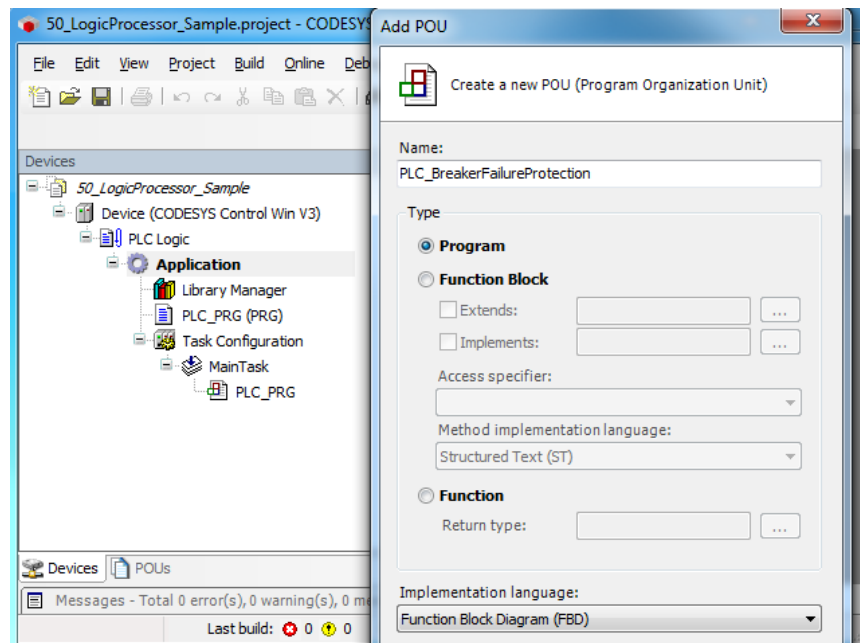 50_LogicProcessor_Sample.project - CODESYS
File Edit View Project Build Online Deb
Devices
50_LogicProcessor_Sample
Device (CODESYS Control Win V3)
PLC Logic
Application
Library Manager
PLC_PRG (PRG)
Task Configuration
MainTask
PLC_PRG
Devices POUs
Messages - Total 0 error(s), 0 warning(s), 0 me
Last build: 0 0
Add POU
Create a new POU (Program Organization Unit)
Name:
PLC_BreakerFailureProtection
Type
Program
Function Block
Extends: ...
Implements: ...
Access specifier:
Method implementation language:
Structured Text (ST)
Function
Return type: ...
Implementation language:
Function Block Diagram (FBD)